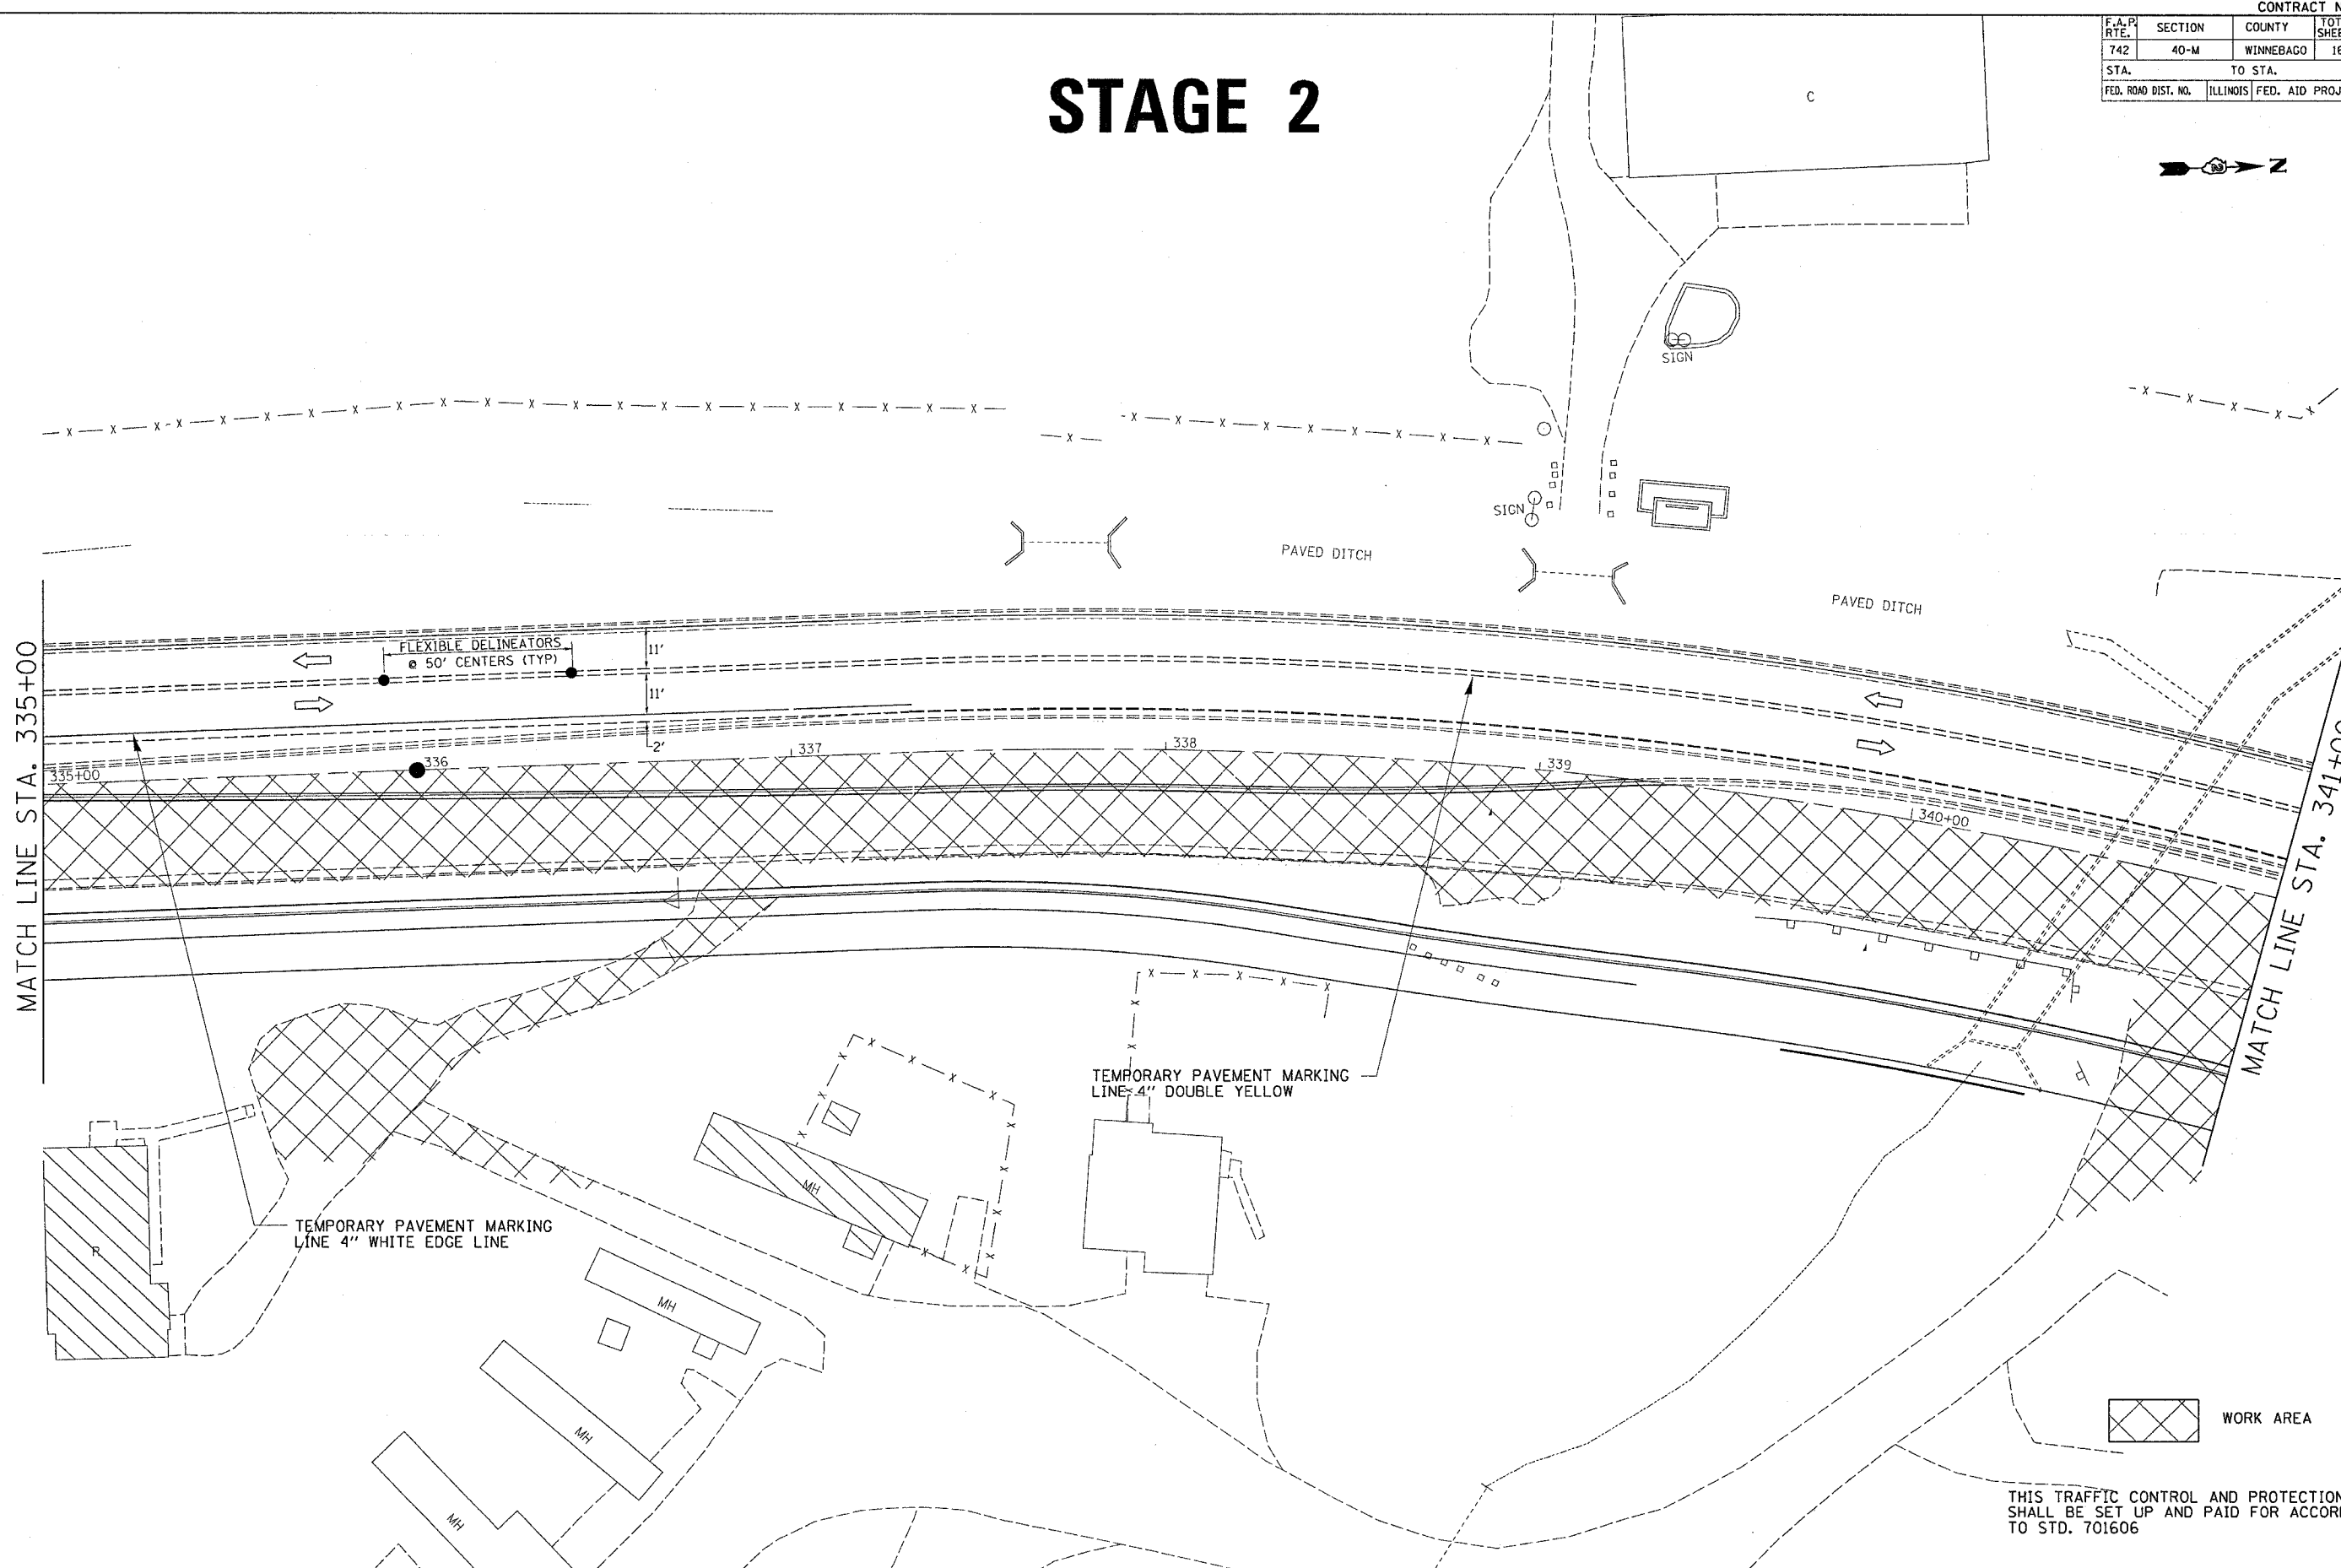 CONTRACT
F.A.P. RTE. SECTION COUNTY
742 40-M WINNEBAGO
STA. TO STA.
FED. ROAD DIST. NO. ILLINOIS FED. AID
STAGE 2
C
N
SIGN
SIGN
PAVED DITCH
PAVED DITCH
FLEXIBLE DELINEATORS
@ 50' CENTERS (TYP)
11'
11'
2'
MATCH LINE STA. 335+00
335+00
336
337
338
339
340+00
MATCH LINE STA. 341+00
TEMPORARY PAVEMENT MARKING
LINE 4" DOUBLE YELLOW
TEMPORARY PAVEMENT MARKING
LINE 4" WHITE EDGE LINE
R
MH
MH
MH
MH
WORK AREA
THIS TRAFFIC CONTROL AND PROTECTION
SHALL BE SET UP AND PAID FOR
TO STD. 701606